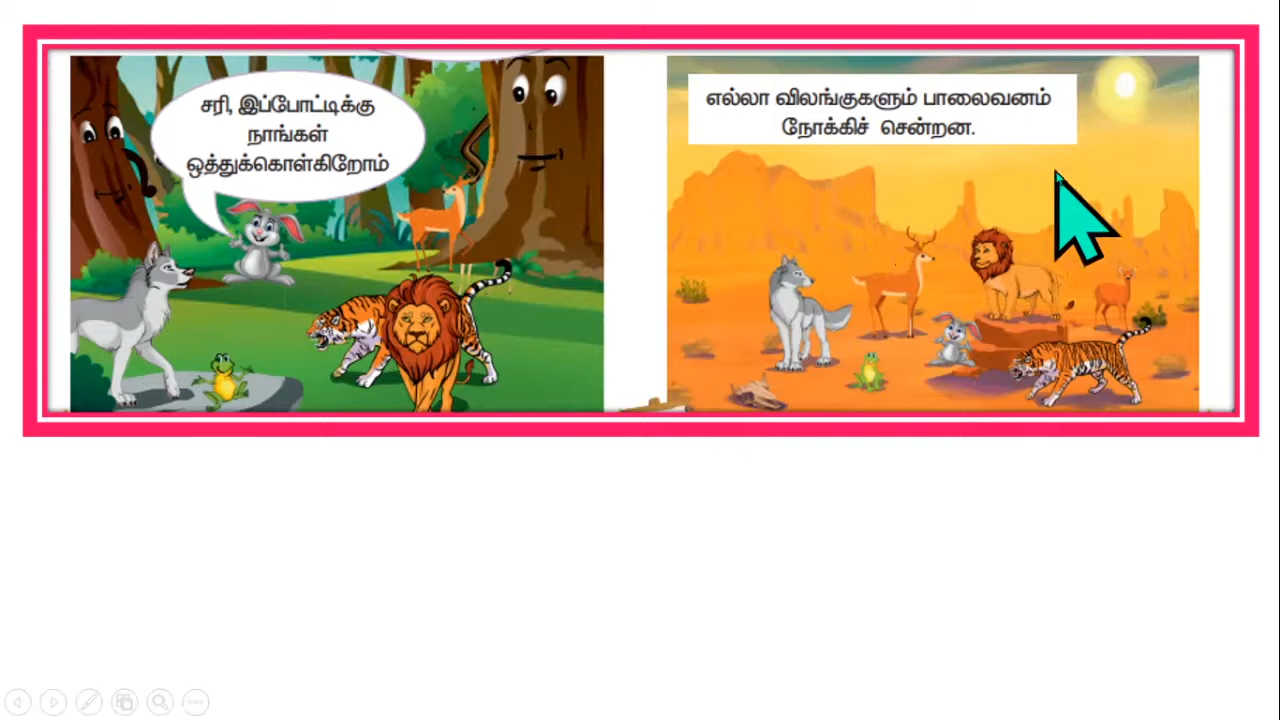 சரி, இப்போட்டிக்கு
நாங்கள்
ஒத்துக்கொள்கிறோம்
எல்லா விலங்குகளும் பாலைவனம்
நோக்கிச் சென்றன.